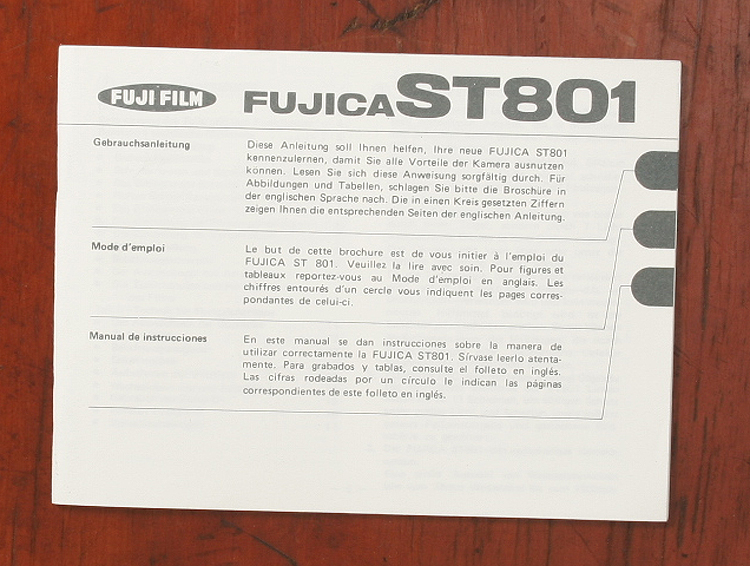 FUJI FILM FUJICA ST801
Gebrauchsanleitung
Diese Anleitung soll Ihnen helfen, Ihre neue FUJICA ST801
kennenzulernen, damit Sie alle Vorteile der Kamera ausnutzen
können. Lesen Sie sich diese Anweisung sorgfältig durch. Für
Abbildungen und Tabellen, schlagen Sie bitte die Broschüre in
der englischen Sprache nach. Die in einen Kreis gesetzten Ziffern
zeigen Ihnen die entsprechenden Seiten der englischen Anleitung.
Mode d'emploi
Le but de cette brochure est de vous initier à l'emploi du
FUJICA ST 801. Veuillez la lire avec soin. Pour figures et
tableaux reportez-vous au Mode d'emploi en anglais. Les
chiffres entourés d'un cercle vous indiquent les pages corres-
pondantes de celui-ci.
Manual de instrucciones
En este manual se dan instrucciones sobre la manera de
utilizar correctamente la FUJICA ST801. Sírvase leerlo atenta-
mente. Para grabados y tablas, consulte el folleto en inglés.
Las cifras rodeadas por un círculo le indican las páginas
correspondientes de este folleto en inglés.